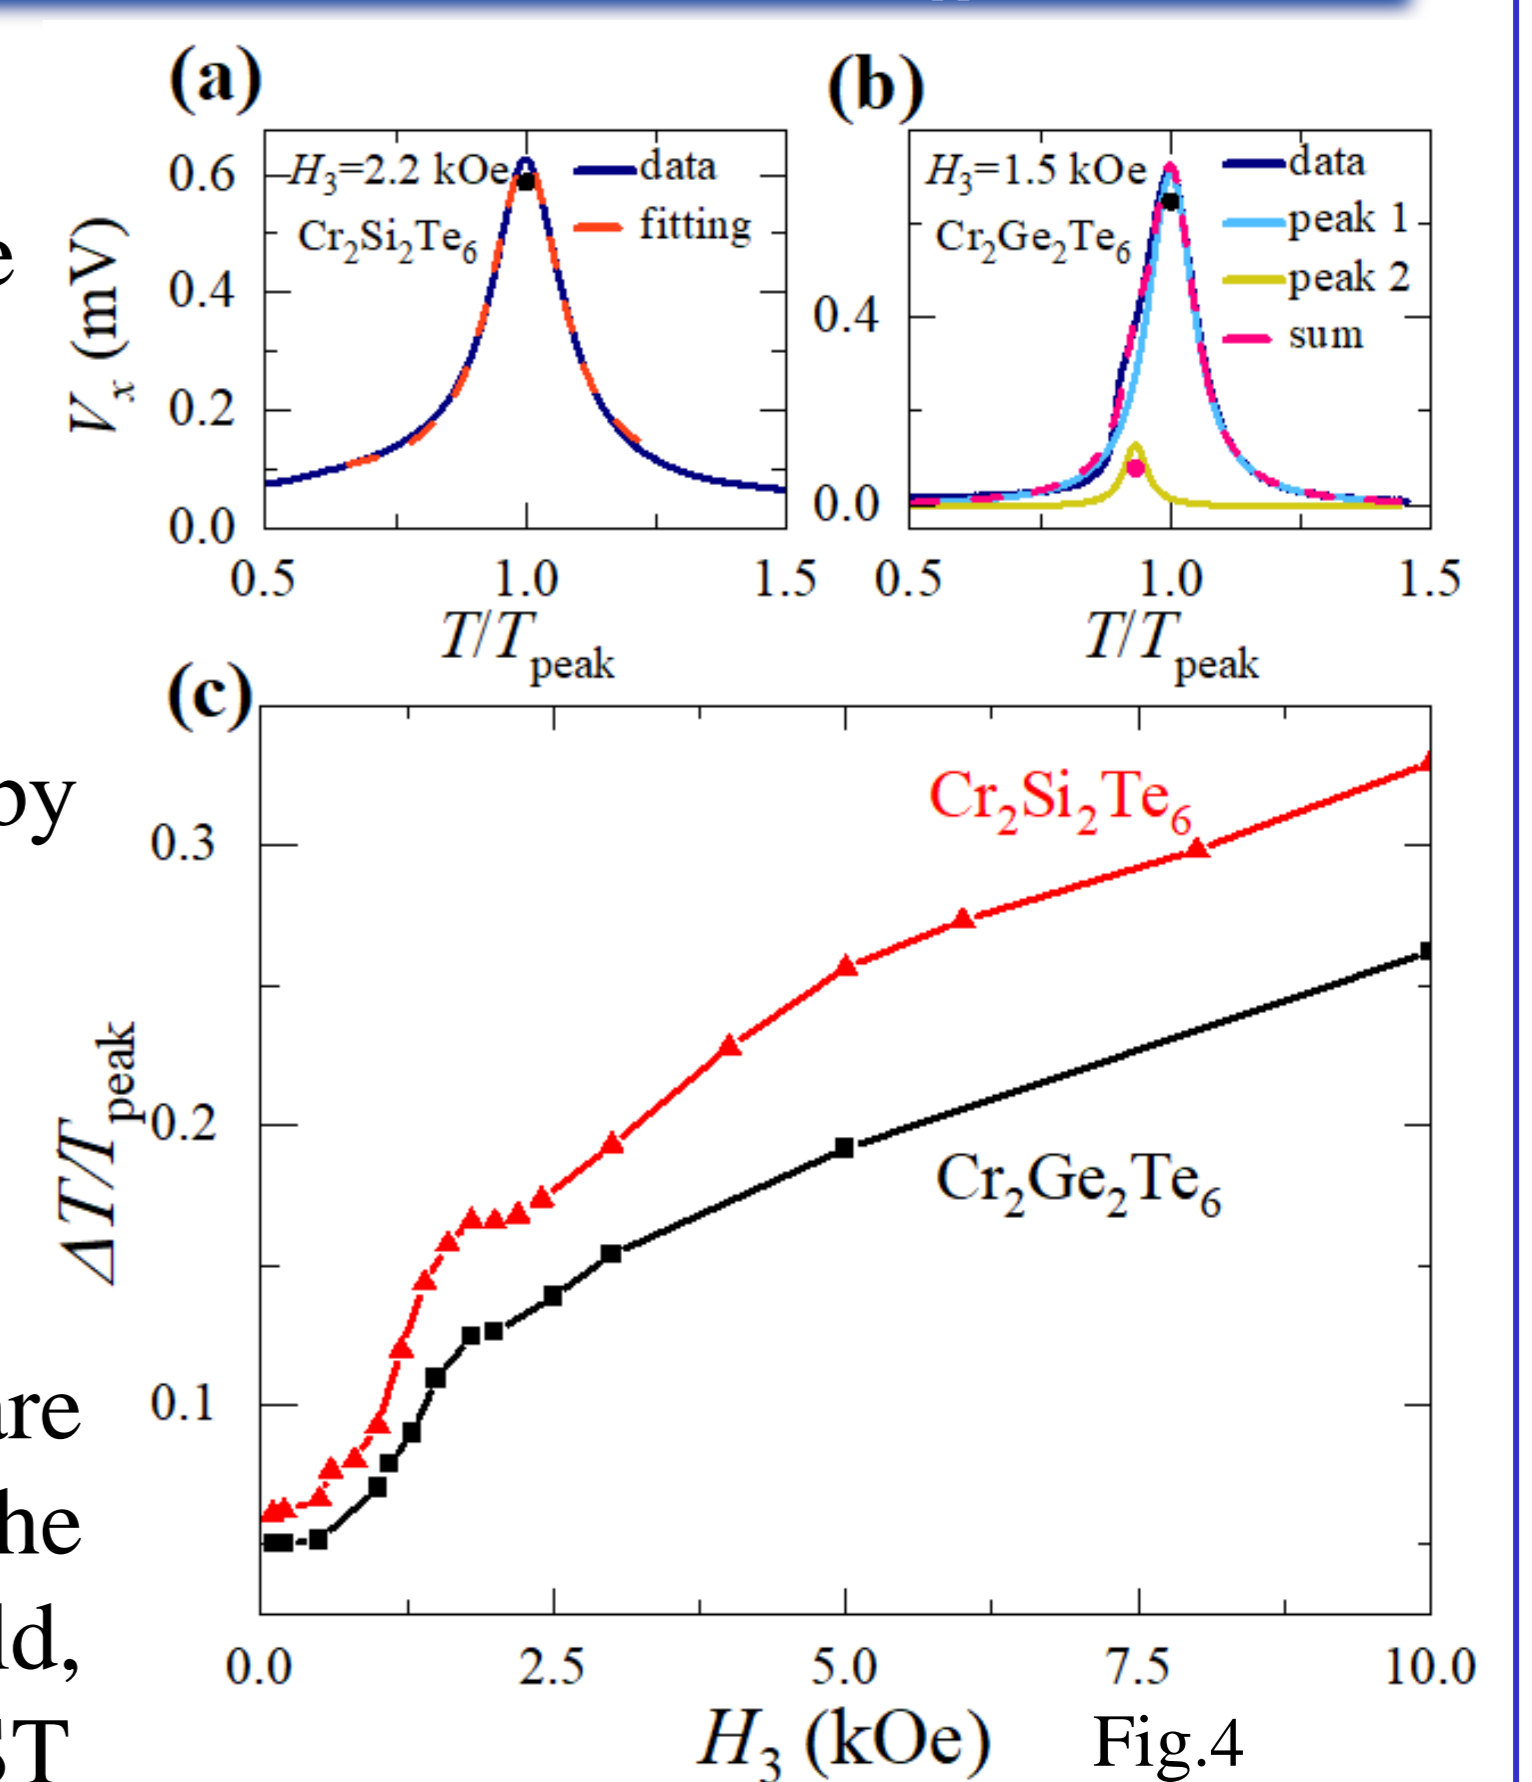 (a)
(b)
H3=2.2 kOe
data
Cr2Si2Te6
fitting
Vx (mV)
0.6
0.4
0.2
0.0
0.5
1.0
1.5
T/Tpeak
H3=1.5 kOe
data
Cr2Ge2Te6
peak 1
peak 2
sum
0.4
0.0
0.5
1.0
1.5
T/Tpeak
(c)
by
Cr2Si2Te6
0.3
ΔT/Tpeak
0.2
Cr2Ge2Te6
0.1
0.0
2.5
5.0
7.5
10.0
H3 (kOe)
Fig.4